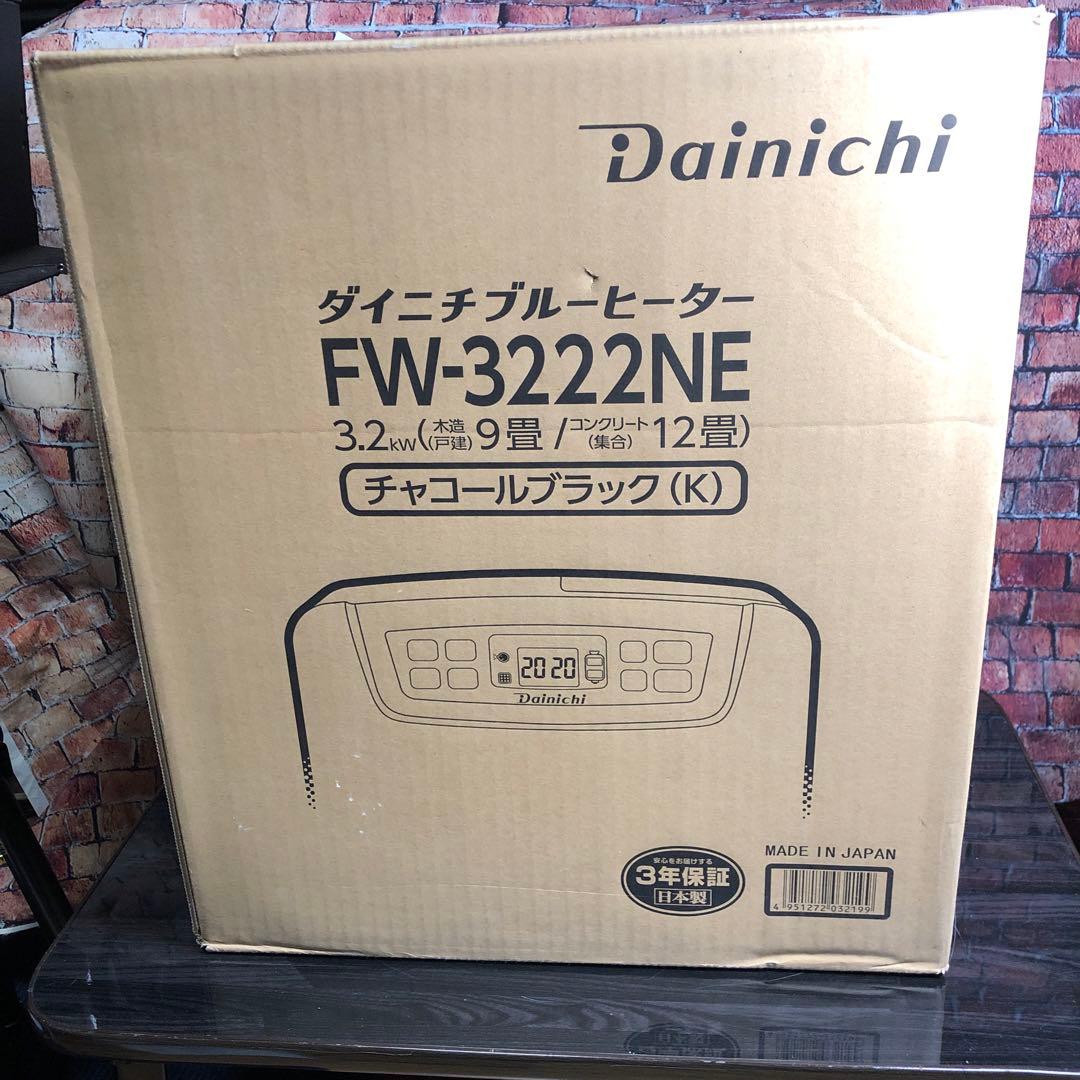 Dainichi
ダイニチブルーヒーター
FW-3222NE
3.2kW(木造(戸建)9畳/コンクリート(集合)12畳)
チャコールブラック(K)
20 20
Dainichi
安心をお届けする
3年保証
日本製
MADE IN JAPAN
4 951272 032199